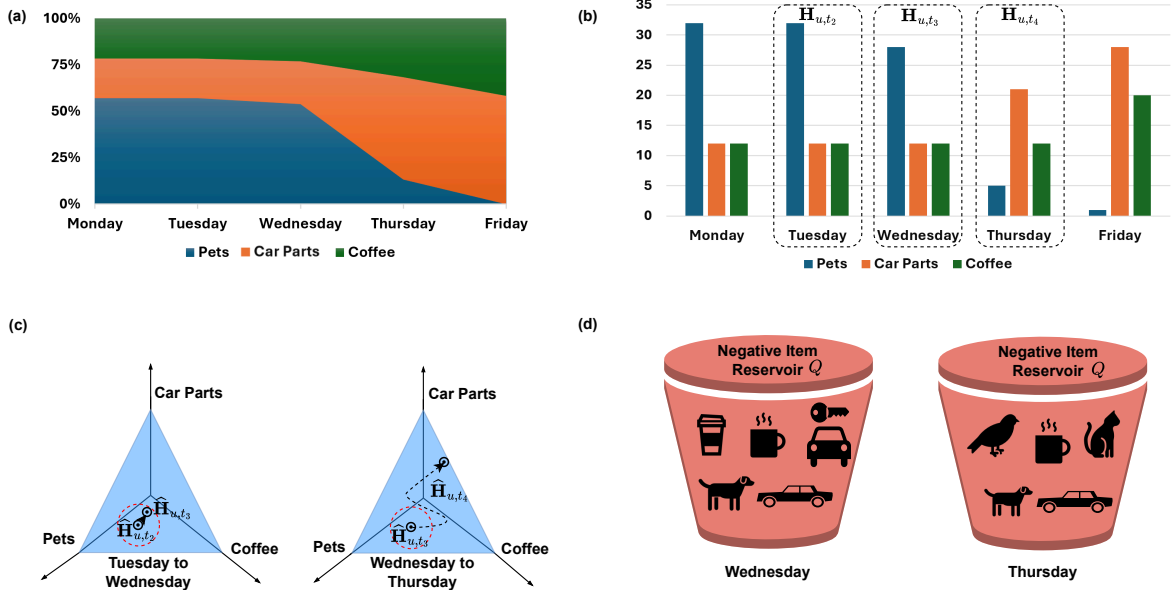 (a)
100%
75%
50%
25%
0%
Monday Tuesday Wednesday Thursday Friday
Pets Car Parts Coffee
(b)
35
30
25
20
15
10
5
0
H_{u,t_2} H_{u,t_3} H_{u,t_4}
Monday Tuesday Wednesday Thursday Friday
Pets Car Parts Coffee
(c)
Car Parts
Ĥ_{u,t_3}
Ĥ_{u,t_2}
Pets
Coffee
Tuesday to
Wednesday
Car Parts
Ĥ_{u,t_4}
Ĥ_{u,t_3}
Pets
Coffee
Wednesday to
Thursday
(d)
Negative Item
Reservoir Q
Wednesday
Negative Item
Reservoir Q
Thursday